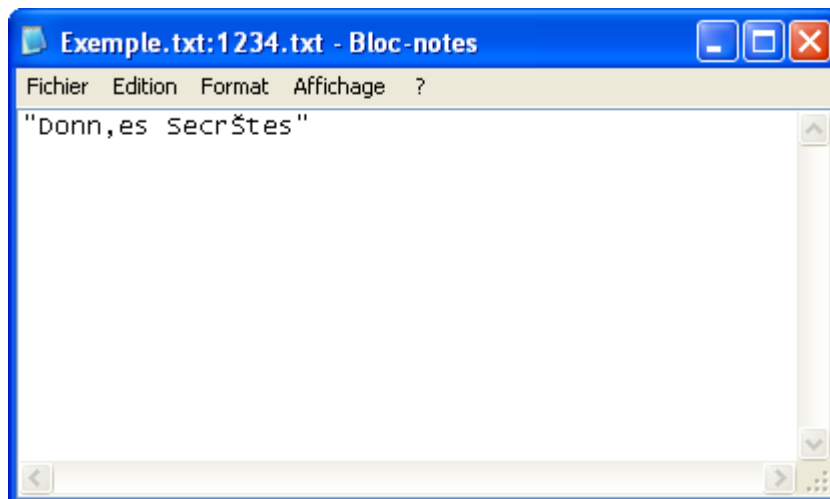 Exemple.txt:1234.txt - Bloc-notes
Fichier Edition Format Affichage ?
"Donn‚es SecrŠtes"